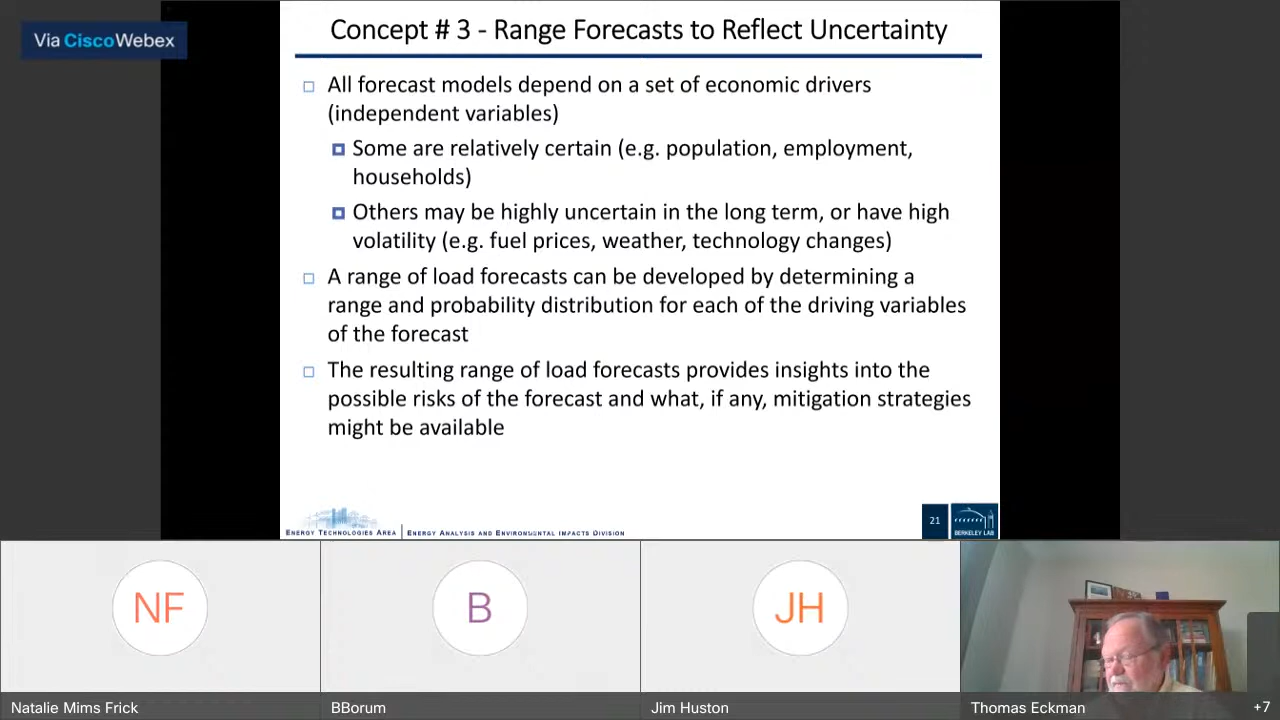 Via CiscoWebex
Concept # 3 - Range Forecasts to Reflect Uncertainty
All forecast models depend on a set of economic drivers
(independent variables)
Some are relatively certain (e.g. population, employment,
households)
Others may be highly uncertain in the long term, or have high
volatility (e.g. fuel prices, weather, technology changes)
A range of load forecasts can be developed by determining a
range and probability distribution for each of the driving variables
of the forecast
The resulting range of load forecasts provides insights into the
possible risks of the forecast and what, if any, mitigation strategies
might be available
ENERGY TECHNOLOGIES AREA
ENERGY ANALYSIS AND ENVIRONMENTAL IMPACTS DIVISION
21
BERKELEY LAB
NF
B
JH
Natalie Mims Frick
BBorum
Jim Huston
Thomas Eckman
+7